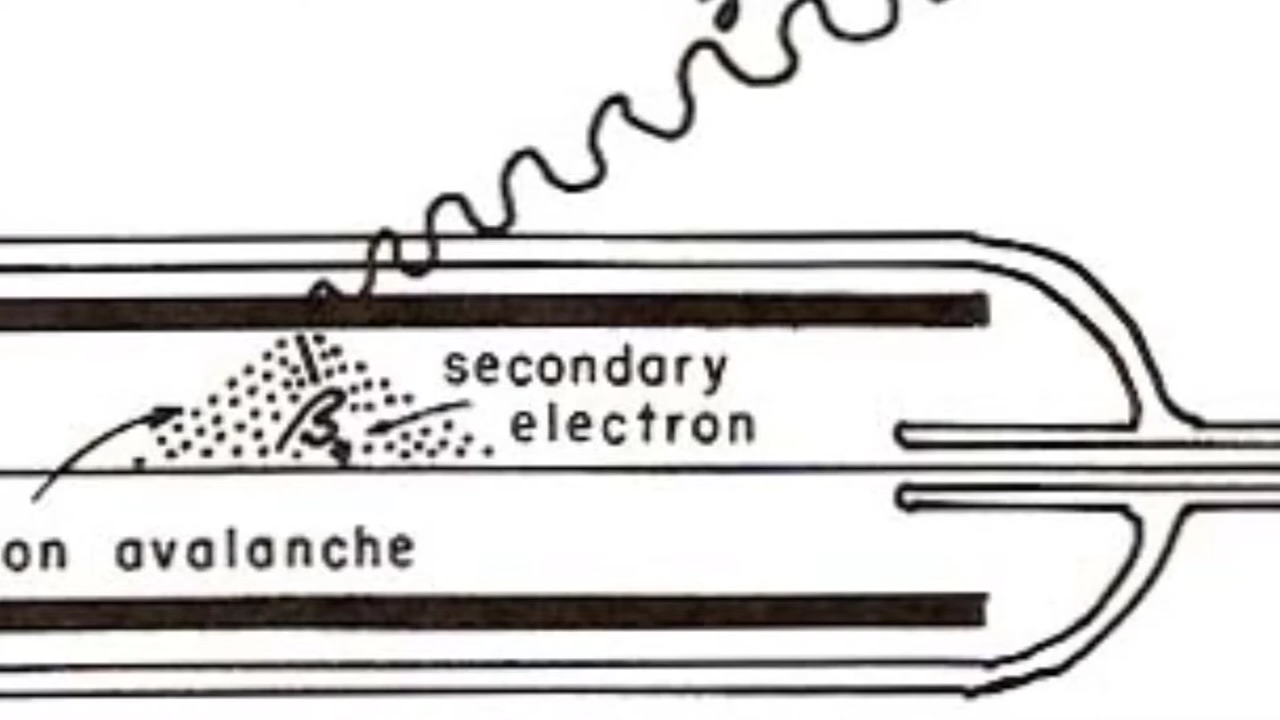 secondary
β
electron
on avalanche